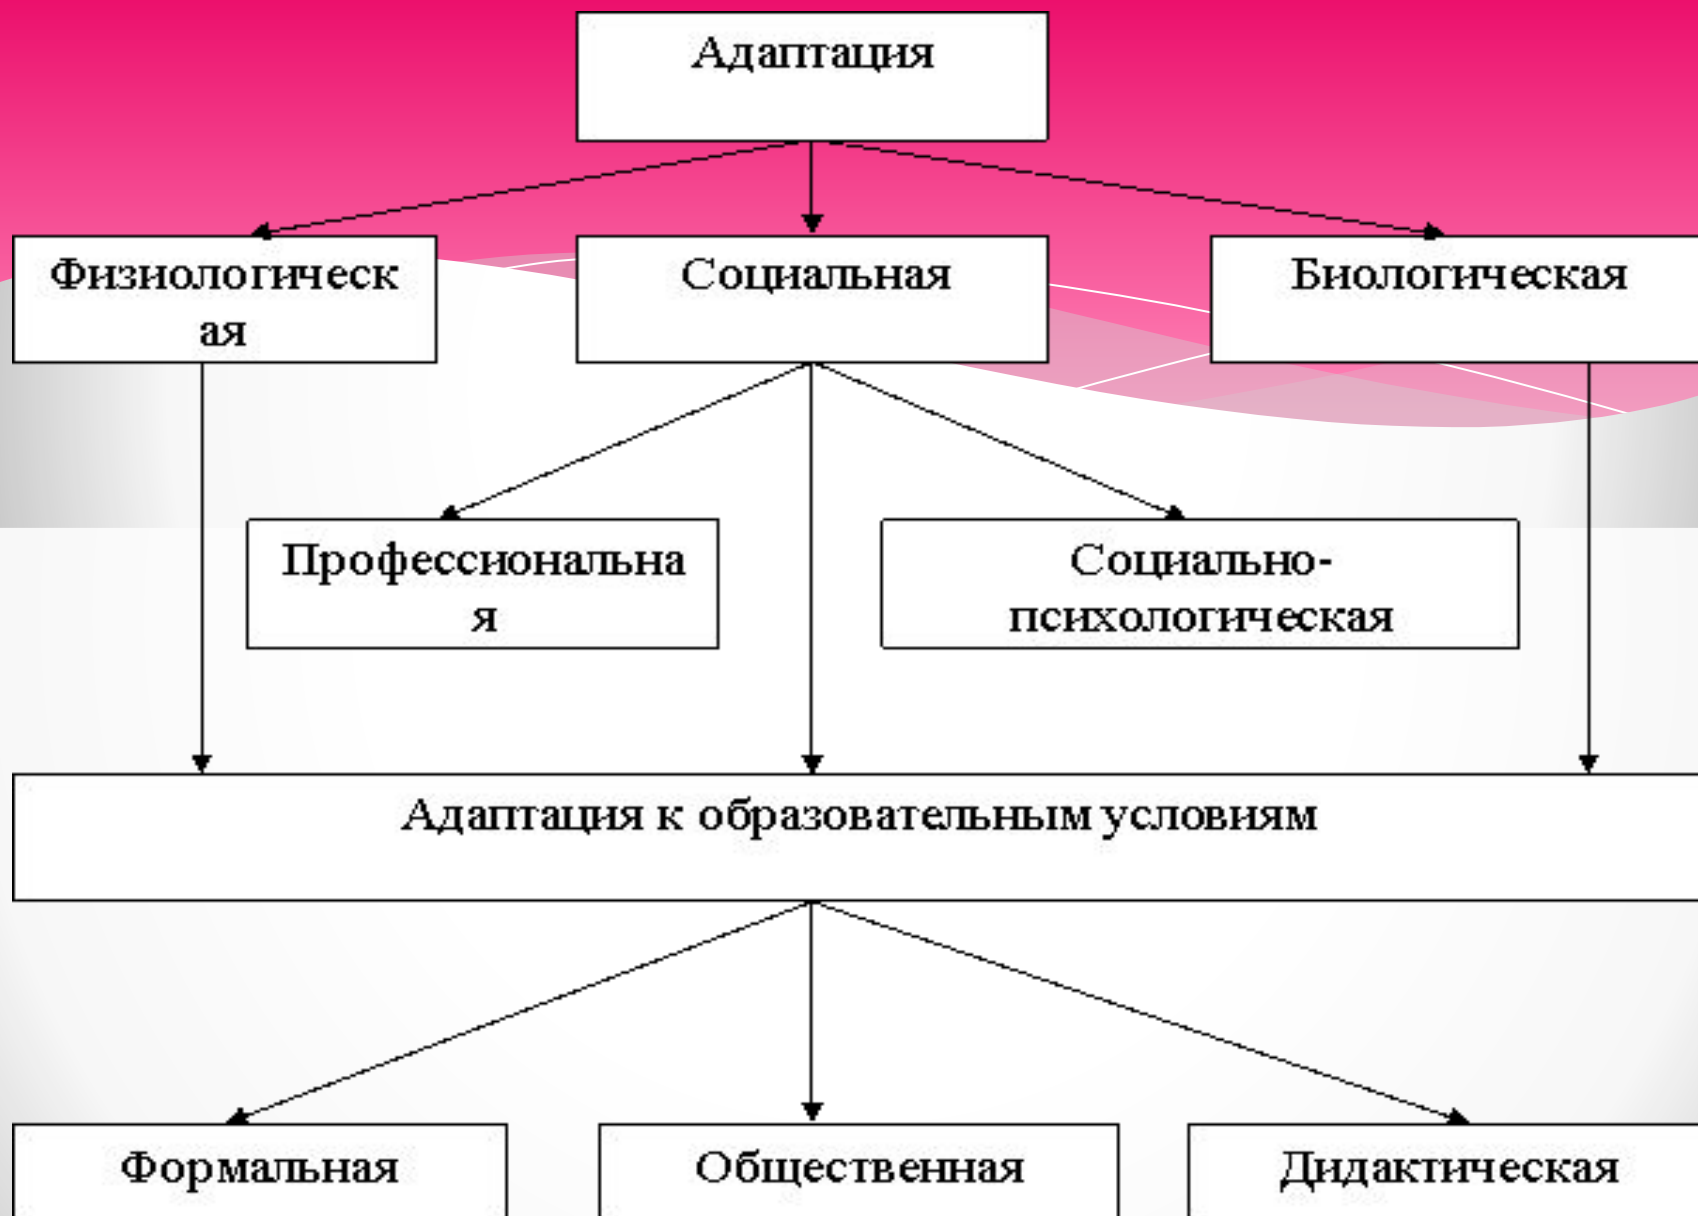 Адаптация
Физиологическ
ая
Социальная
Биологическая
Профессиональна
я
Социально-
психологическая
Адаптация к образовательным условиям
Формальная
Общественная
Дидактическая